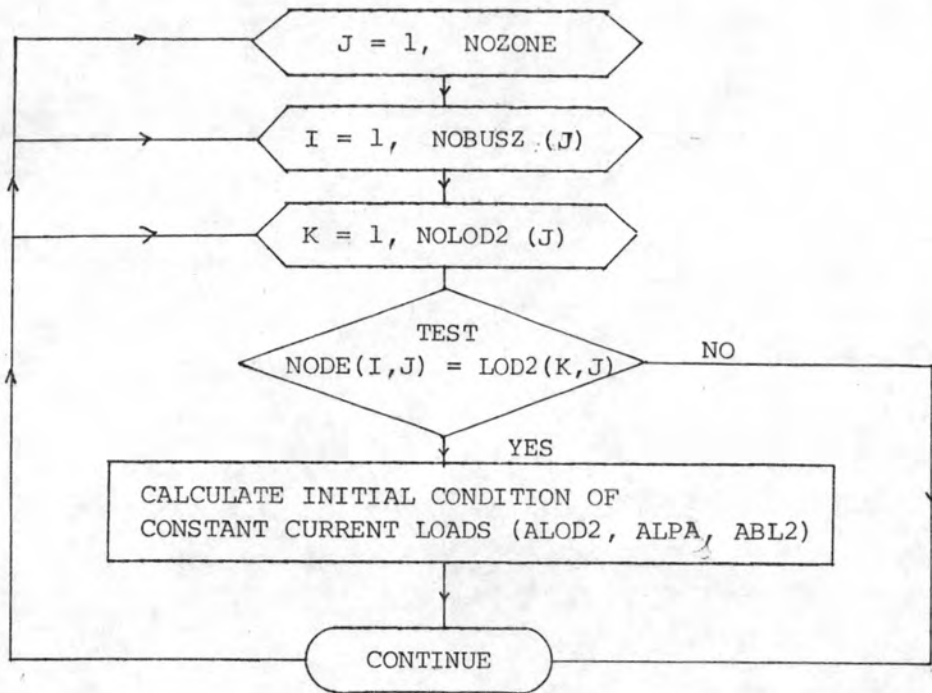 J = 1, NOZONE
I = 1, NOBUSZ (J)
K = 1, NOLOD2 (J)
TEST
NODE(I,J) = LOD2(K,J)
NO
YES
CALCULATE INITIAL CONDITION OF
CONSTANT CURRENT LOADS (ALOD2, ALPA, ABL2)
CONTINUE